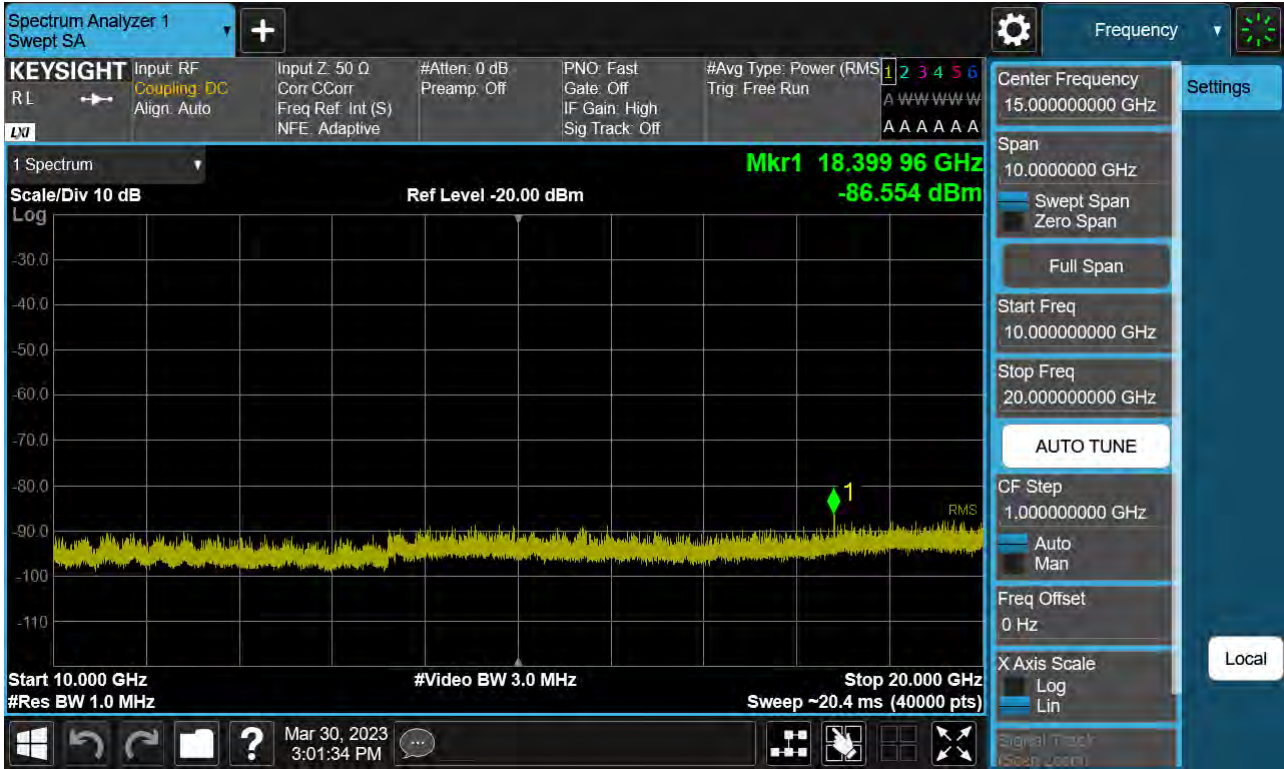 Spectrum Analyzer 1
Swept SA
Frequency
KEYSIGHT
R L
LXI
Input: RF
Coupling: DC
Align: Auto
Input Z: 50 Ω
Corr CCorr
Freq Ref: Int (S)
NFE: Adaptive
#Atten: 0 dB
Preamp: Off
PNO: Fast
Gate: Off
IF Gain: High
Sig Track: Off
#Avg Type: Power (RMS
Trig: Free Run
1 2 3 4 5 6
A W W W W W
A A A A A A
1 Spectrum
Mkr1 18.399 96 GHz
Scale/Div 10 dB
Ref Level -20.00 dBm
-86.554 dBm
Log
-30.0
-40.0
-50.0
-60.0
-70.0
-80.0
-90.0
-100
-110
1
RMS
Start 10.000 GHz
#Video BW 3.0 MHz
Stop 20.000 GHz
#Res BW 1.0 MHz
Sweep ~20.4 ms (40000 pts)
Center Frequency
15.000000000 GHz
Settings
Span
10.0000000 GHz
Swept Span
Zero Span
Full Span
Start Freq
10.000000000 GHz
Stop Freq
20.000000000 GHz
AUTO TUNE
CF Step
1.000000000 GHz
Auto
Man
Freq Offset
0 Hz
X Axis Scale
Log
Lin
Local
Signal Track
(Span Zoom)
?
Mar 30, 2023
3:01:34 PM